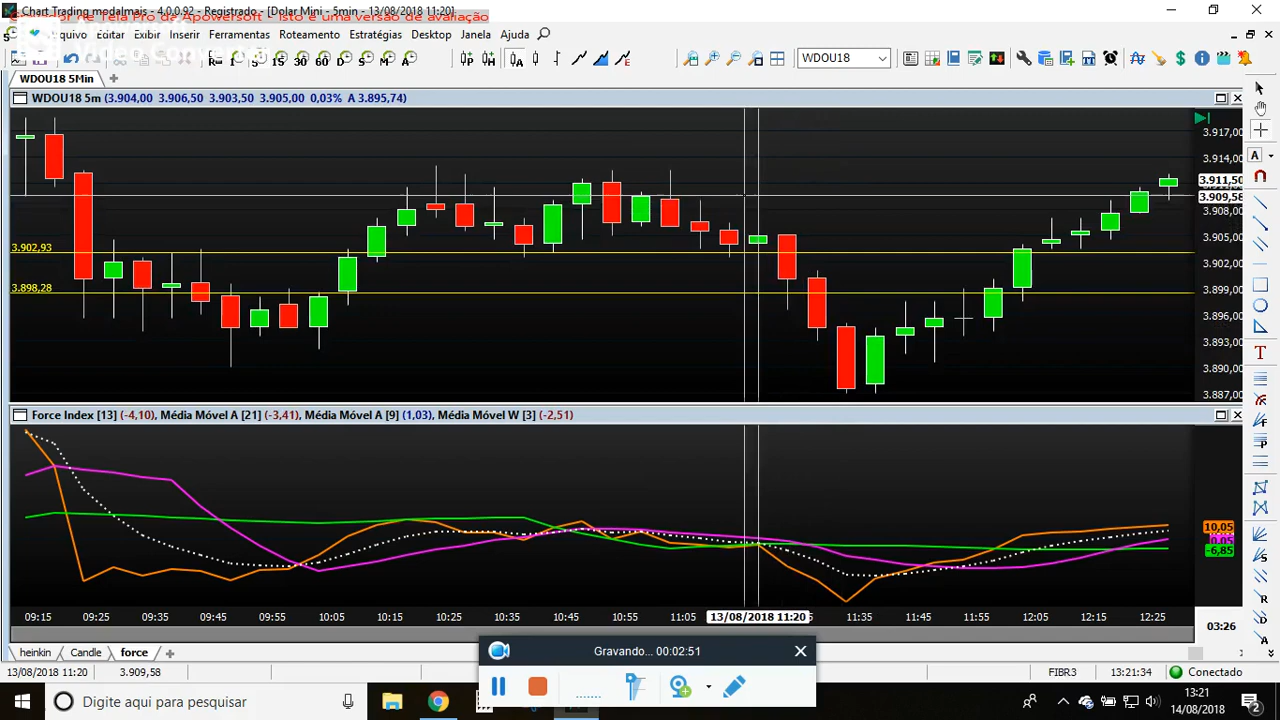 Chart Trading modalmais - 4.0.0.92 - Registrado - [Dolar Mini - 5min - 13/08/2018 11:20]
de Tela Pro da Apowersoft - Isto é uma versão de avaliação
Arquivo Editar Exibir Inserir Ferramentas Roteamento Estratégias Desktop Janela Ajuda
15 30 60 D S M A WDOU18
WDOU18 5Min
WDOU18 5m (3.904,00 3.906,50 3.903,50 3.905,00 0,03% A 3.895,74)
3.917,00
3.914,00
3.911,50
3.909,58
3.908,00
3.905,00
3.902,93
3.902,00
3.899,00
3.898,28
3.896,00
3.893,00
3.890,00
3.887,00
Force Index [13] (-4,10), Média Móvel A [21] (-3,41), Média Móvel A [9] (1,03), Média Móvel W [3] (-2,51)
10,05
-6,85
09:15 09:25 09:35 09:45 09:55 10:05 10:15 10:25 10:35 10:45 10:55 11:05 13/08/2018 11:20 11:35 11:45 11:55 12:05 12:15 12:25
03:26
heinkin Candle force
Gravando... 00:02:51
13/08/2018 11:20 3.909,58 FIBR3 13:21:34 Conectado
Digite aqui para pesquisar
13:21
14/08/2018
2